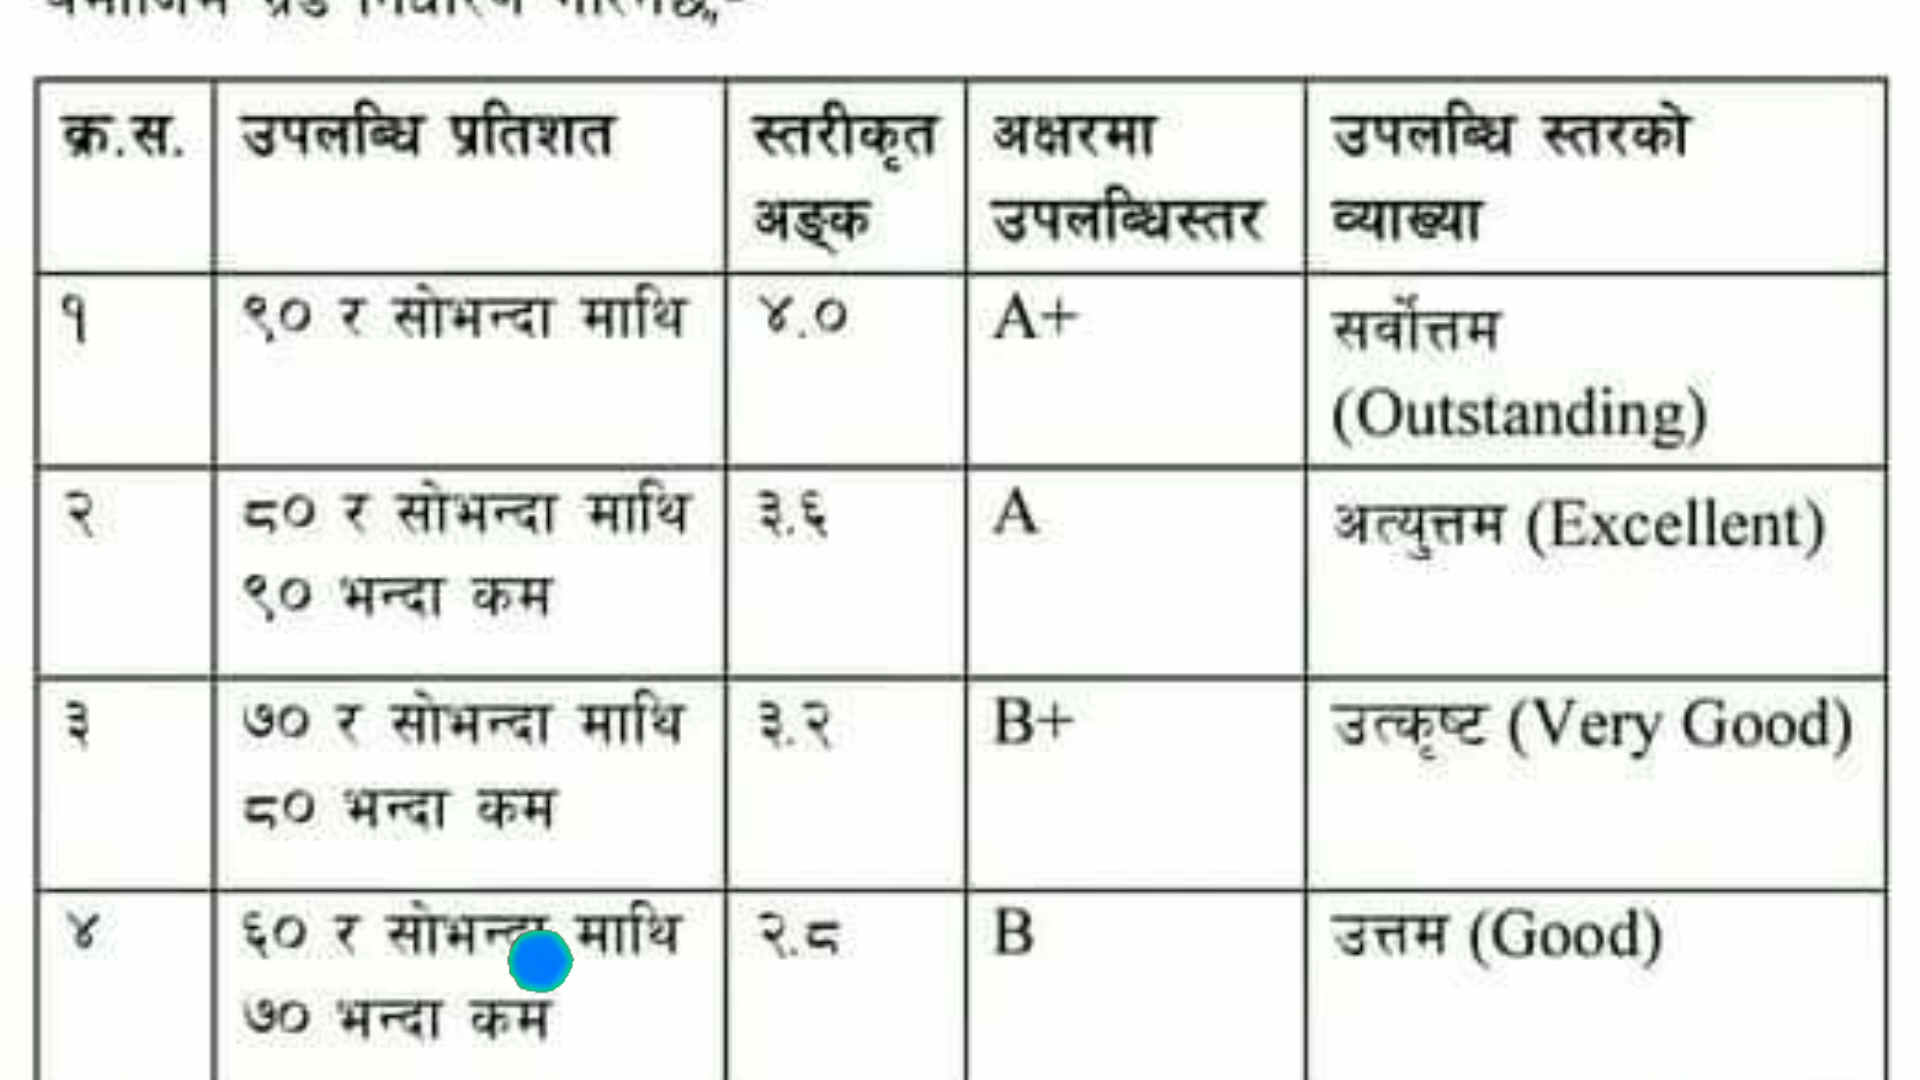 क्र.स. उपलब्धि प्रतिशत स्तरीकृत अङ्क अक्षरमा उपलब्धिस्तर उपलब्धि स्तरको व्याख्या
१ ९० र सोभन्दा माथि ४.० A+ सर्वोत्तम (Outstanding)
२ ८० र सोभन्दा माथि ९० भन्दा कम ३.६ A अत्युत्तम (Excellent)
३ ७० र सोभन्दा माथि ८० भन्दा कम ३.२ B+ उत्कृष्ट (Very Good)
४ ६० र सोभन्दा माथि ७० भन्दा कम २.८ B उत्तम (Good)